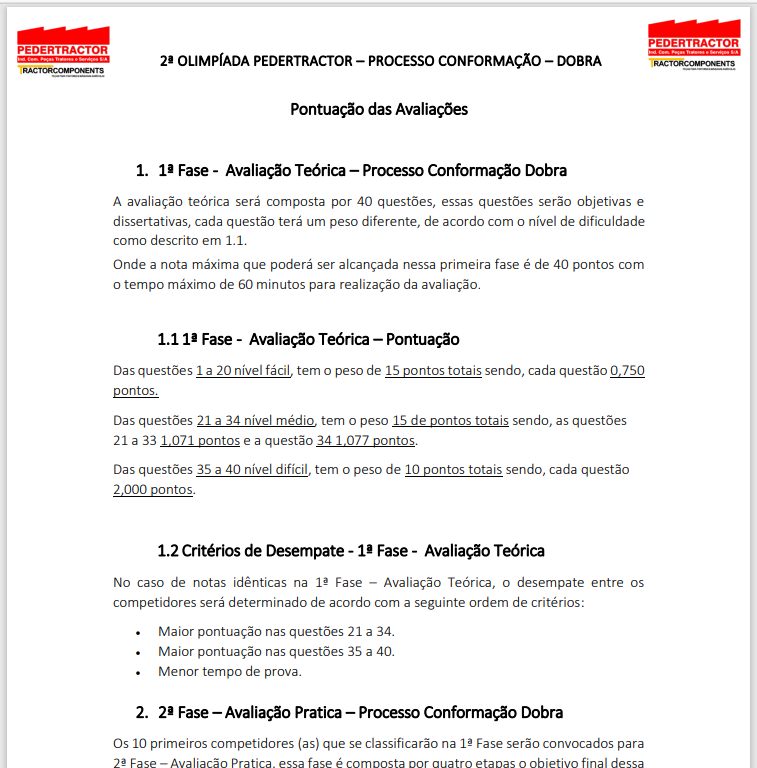 PEDERTRACTOR
Ind. Com. Peças Tratores e Serviços S/A
TRACTORCOMPONENTS
PEDERTRACTOR
Ind. Com. Peças Tratores e Serviços S/A
TRACTORCOMPONENTS
2ª OLIMPÍADA PEDERTRACTOR – PROCESSO CONFORMAÇÃO – DOBRA
Pontuação das Avaliações
1. 1ª Fase - Avaliação Teórica – Processo Conformação Dobra
A avaliação teórica será composta por 40 questões, essas questões serão objetivas e
dissertativas, cada questão terá um peso diferente, de acordo com o nível de dificuldade
como descrito em 1.1.
Onde a nota máxima que poderá ser alcançada nessa primeira fase é de 40 pontos com
o tempo máximo de 60 minutos para realização da avaliação.
1.1 1ª Fase - Avaliação Teórica – Pontuação
Das questões 1 a 20 nível fácil, tem o peso de 15 pontos totais sendo, cada questão 0,750
pontos.
Das questões 21 a 34 nível médio, tem o peso 15 de pontos totais sendo, as questões
21 a 33 1,071 pontos e a questão 34 1,077 pontos.
Das questões 35 a 40 nível difícil, tem o peso de 10 pontos totais sendo, cada questão
2,000 pontos.
1.2 Critérios de Desempate - 1ª Fase - Avaliação Teórica
No caso de notas idênticas na 1ª Fase – Avaliação Teórica, o desempate entre os
competidores será determinado de acordo com a seguinte ordem de critérios:
• Maior pontuação nas questões 21 a 34.
• Maior pontuação nas questões 35 a 40.
• Menor tempo de prova.
2. 2ª Fase – Avaliação Pratica – Processo Conformação Dobra
Os 10 primeiros competidores (as) que se classificarão na 1ª Fase serão convocados para
2ª Fase – Avaliação Pratica, essa fase é composta por quatro etapas o objetivo final dessa